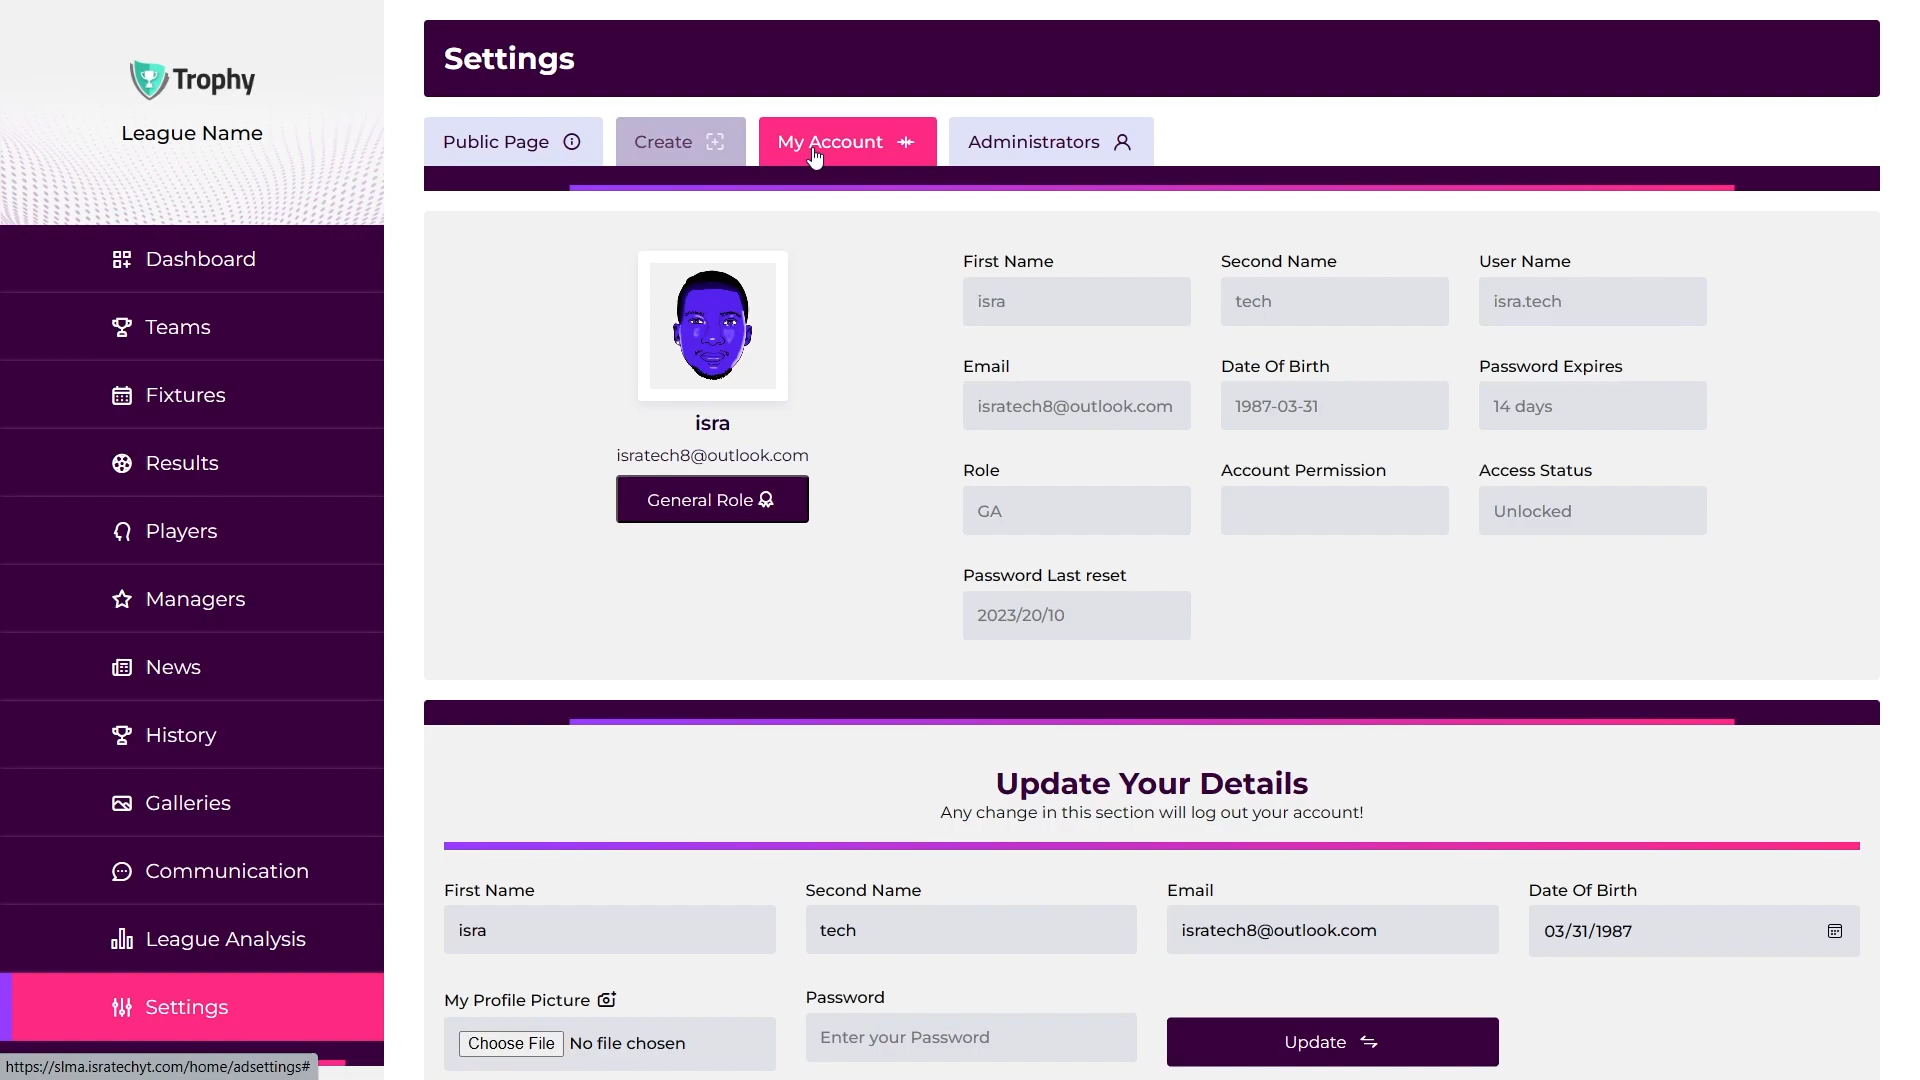 Trophy
League Name
Dashboard
Teams
Fixtures
Results
Players
Managers
News
History
Galleries
Communication
League Analysis
Settings
https://slma.isratechyt.com/home/adsettings#
Settings
Public Page
Create
My Account
Administrators
isra
isratech8@outlook.com
General Role
First Name
Second Name
User Name
isra
tech
isra.tech
Email
Date Of Birth
Password Expires
isratech8@outlook.com
1987-03-31
14 days
Role
Account Permission
Access Status
GA
Unlocked
Password Last reset
2023/20/10
Update Your Details
Any change in this section will log out your account!
First Name
Second Name
Email
Date Of Birth
isra
tech
isratech8@outlook.com
03/31/1987
My Profile Picture
Password
Choose File No file chosen
Enter your Password
Update